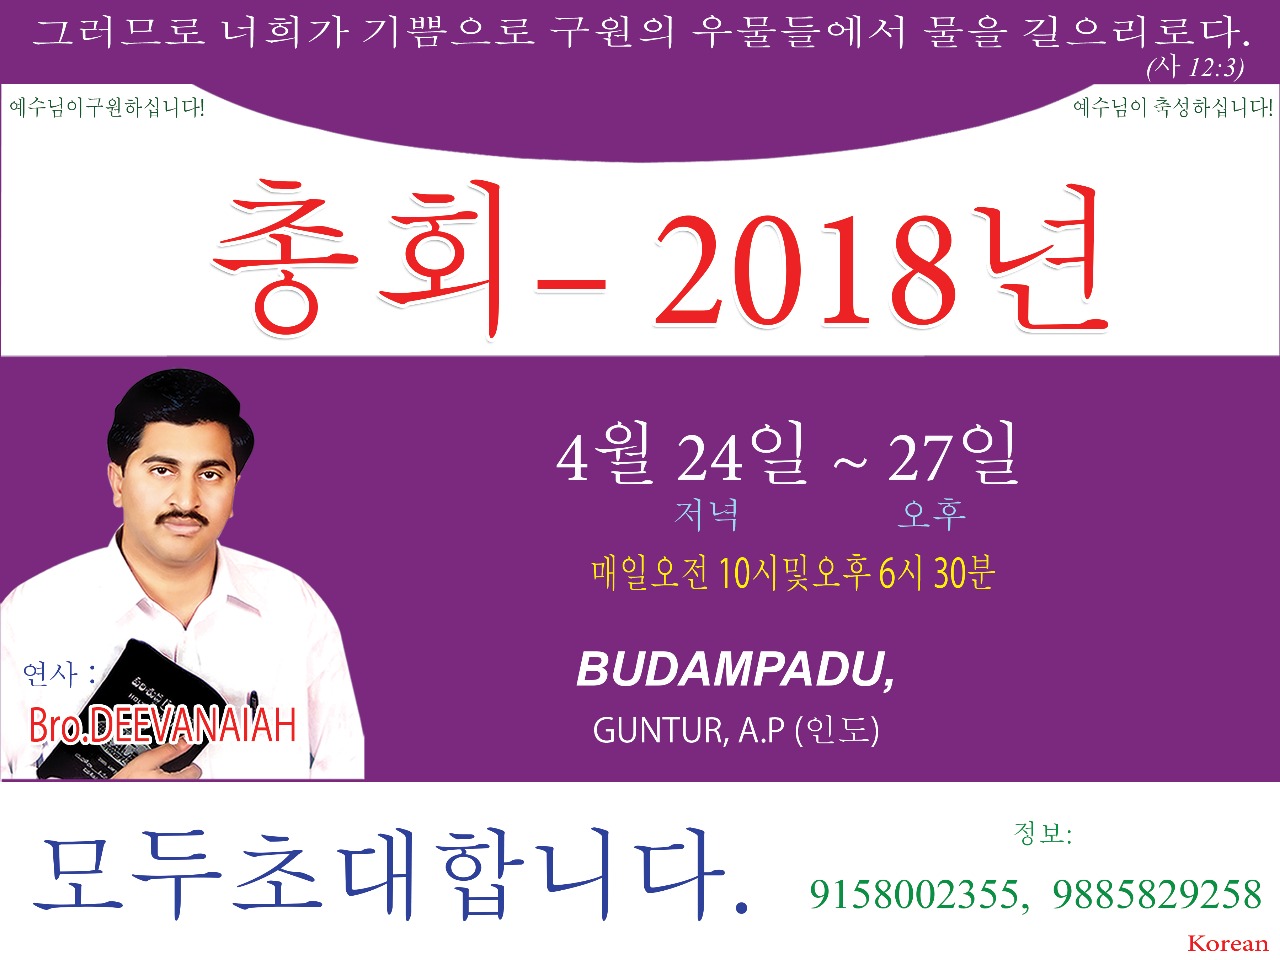 그러므로 너희가 기쁨으로 구원의 우물들에서 물을 길으리로다.
(사 12:3)
예수님이구원하십니다!
예수님이 축성하십니다!
총회– 2018년
4월 24일 ~ 27일
저녁 오후
매일오전 10시및오후 6시 30분
BUDAMPADU,
GUNTUR, A.P (인도)
연사 :
Bro.DEEVANAIAH
모두초대합니다.
정보:
9158002355, 9885829258
Korean